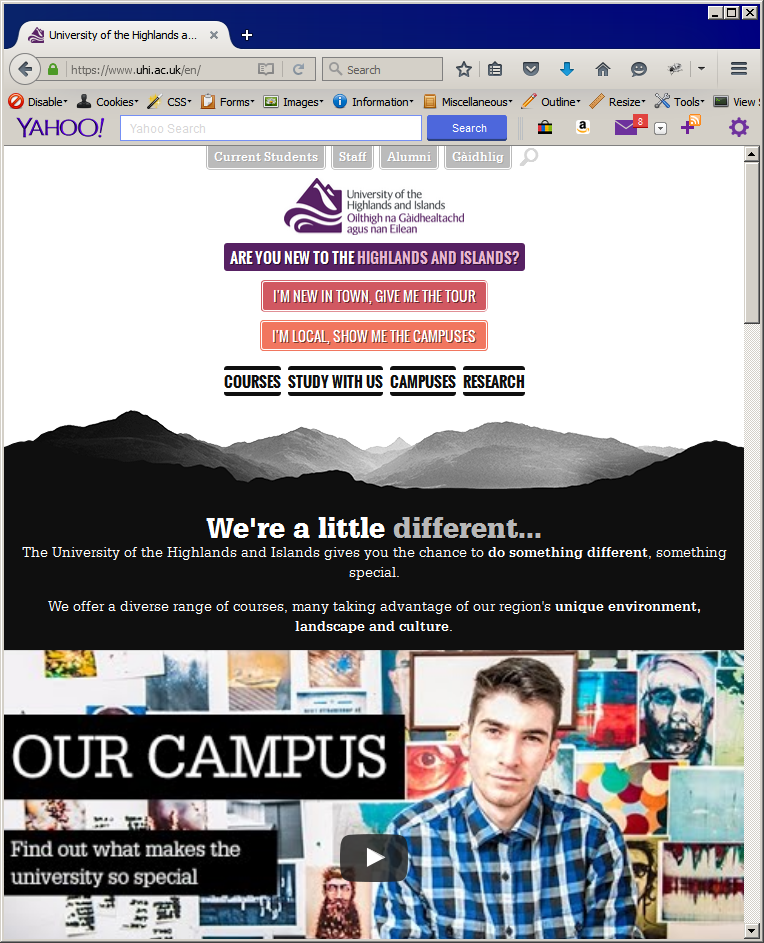 University of the Highlands a...
https://www.uhi.ac.uk/en/
Search
Disable
Cookies
CSS
Forms
Images
Information
Miscellaneous
Outline
Resize
Tools
View
YAHOO!
Yahoo Search
Search
a
8
Current Students
Staff
Alumni
Gàidhlig
University of the
Highlands and Islands
Oilthigh na Gàidhealtachd
agus nan Eilean
ARE YOU NEW TO THE HIGHLANDS AND ISLANDS?
I'M NEW IN TOWN, GIVE ME THE TOUR
I'M LOCAL, SHOW ME THE CAMPUSES
COURSES
STUDY WITH US
CAMPUSES
RESEARCH
We're a little different...
The University of the Highlands and Islands gives you the chance to do something different, something
special.
We offer a diverse range of courses, many taking advantage of our region's unique environment,
landscape and culture.
OUR CAMPUS
Find out what makes the
university so special